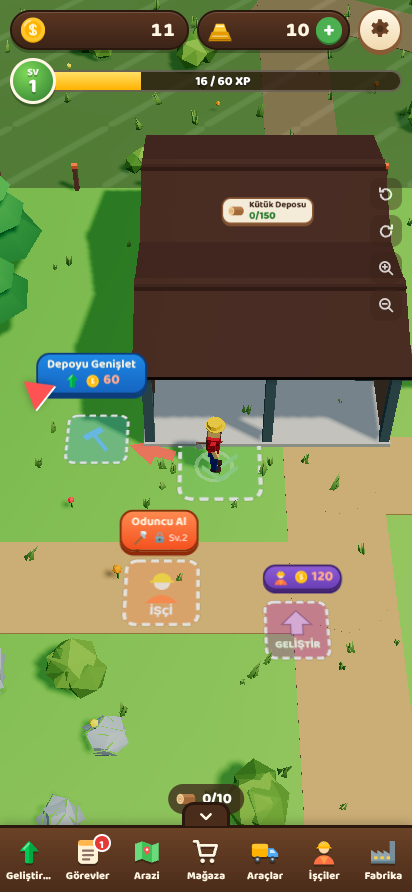 11
10
SV
1
16 / 60 XP
Kütük Deposu
0/150
Depoyu Genişlet
60
Oduncu Al
Sv.2
İŞÇİ
120
GELİŞTİR
0/10
1
Geliştir...
Görevler
Arazi
Mağaza
Araçlar
İşçiler
Fabrika